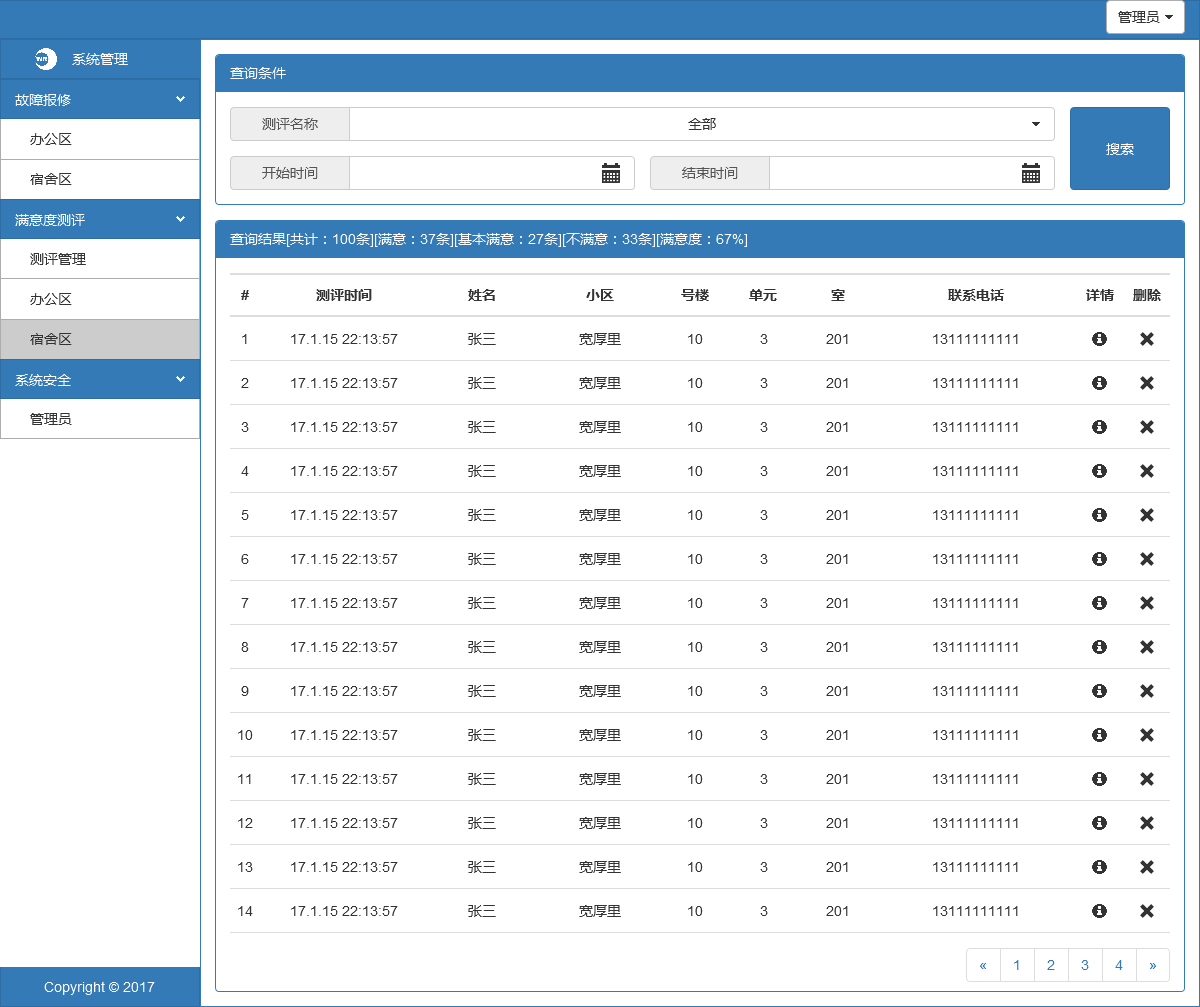 管理员
系统管理
故障报修
办公区
宿舍区
满意度测评
测评管理
办公区
宿舍区
系统安全
管理员
Copyright © 2017
查询条件
测评名称 全部
开始时间 结束时间
搜索
查询结果[共计：100条][满意：37条][基本满意：27条][不满意：33条][满意度：67%]
# 测评时间 姓名 小区 号楼 单元 室 联系电话 详情 删除
1 17.1.15 22:13:57 张三 宽厚里 10 3 201 13111111111
2 17.1.15 22:13:57 张三 宽厚里 10 3 201 13111111111
3 17.1.15 22:13:57 张三 宽厚里 10 3 201 13111111111
4 17.1.15 22:13:57 张三 宽厚里 10 3 201 13111111111
5 17.1.15 22:13:57 张三 宽厚里 10 3 201 13111111111
6 17.1.15 22:13:57 张三 宽厚里 10 3 201 13111111111
7 17.1.15 22:13:57 张三 宽厚里 10 3 201 13111111111
8 17.1.15 22:13:57 张三 宽厚里 10 3 201 13111111111
9 17.1.15 22:13:57 张三 宽厚里 10 3 201 13111111111
10 17.1.15 22:13:57 张三 宽厚里 10 3 201 13111111111
11 17.1.15 22:13:57 张三 宽厚里 10 3 201 13111111111
12 17.1.15 22:13:57 张三 宽厚里 10 3 201 13111111111
13 17.1.15 22:13:57 张三 宽厚里 10 3 201 13111111111
14 17.1.15 22:13:57 张三 宽厚里 10 3 201 13111111111
« 1 2 3 4 »